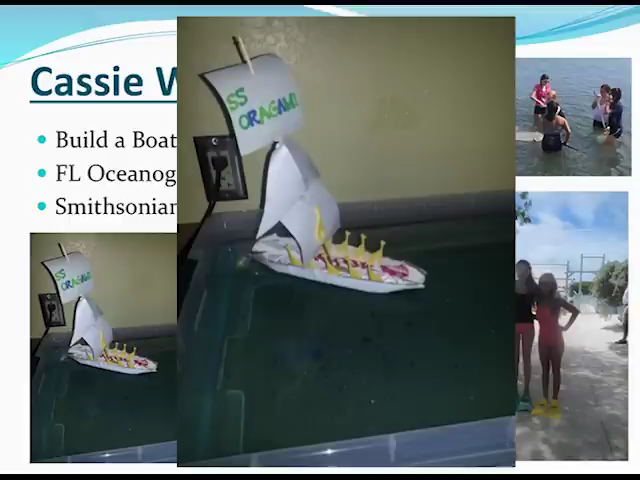 Cassie W
Build a Boat
FL Oceanog
Smithsonian
SS
ORAGAMI
SS
ORAGAMI